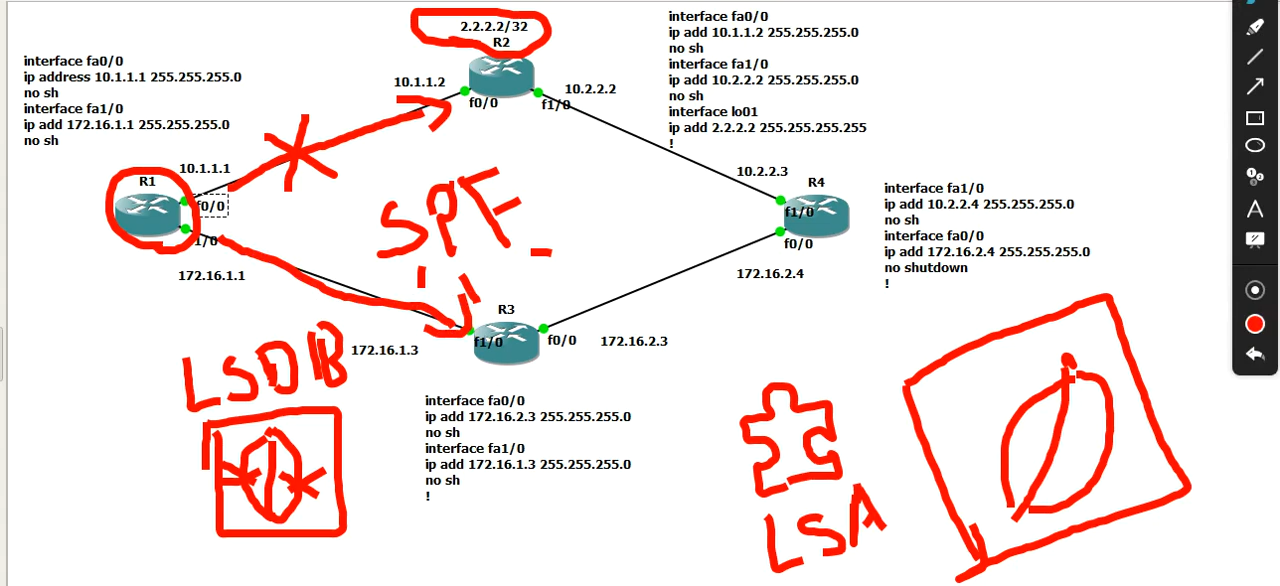 2.2.2.2/32
R2
interface fa0/0
ip add 10.1.1.2 255.255.255.0
no sh
interface fa1/0
ip add 10.2.2.2 255.255.255.0
no sh
interface lo01
ip add 2.2.2.2 255.255.255.255
!
interface fa0/0
ip address 10.1.1.1 255.255.255.0
no sh
interface fa1/0
ip add 172.16.1.1 255.255.255.0
no sh
10.1.1.2
f0/0
f1/0
10.2.2.2
10.1.1.1
R1
f0/0
1/0
172.16.1.1
SPT
10.2.2.3
R4
f1/0
f0/0
172.16.2.4
interface fa1/0
ip add 10.2.2.4 255.255.255.0
no sh
interface fa0/0
ip add 172.16.2.4 255.255.255.0
no shutdown
!
R3
f1/0
f0/0
172.16.1.3
172.16.2.3
LSDB
interface fa0/0
ip add 172.16.2.3 255.255.255.0
no sh
interface fa1/0
ip add 172.16.1.3 255.255.255.0
no sh
!
LSA